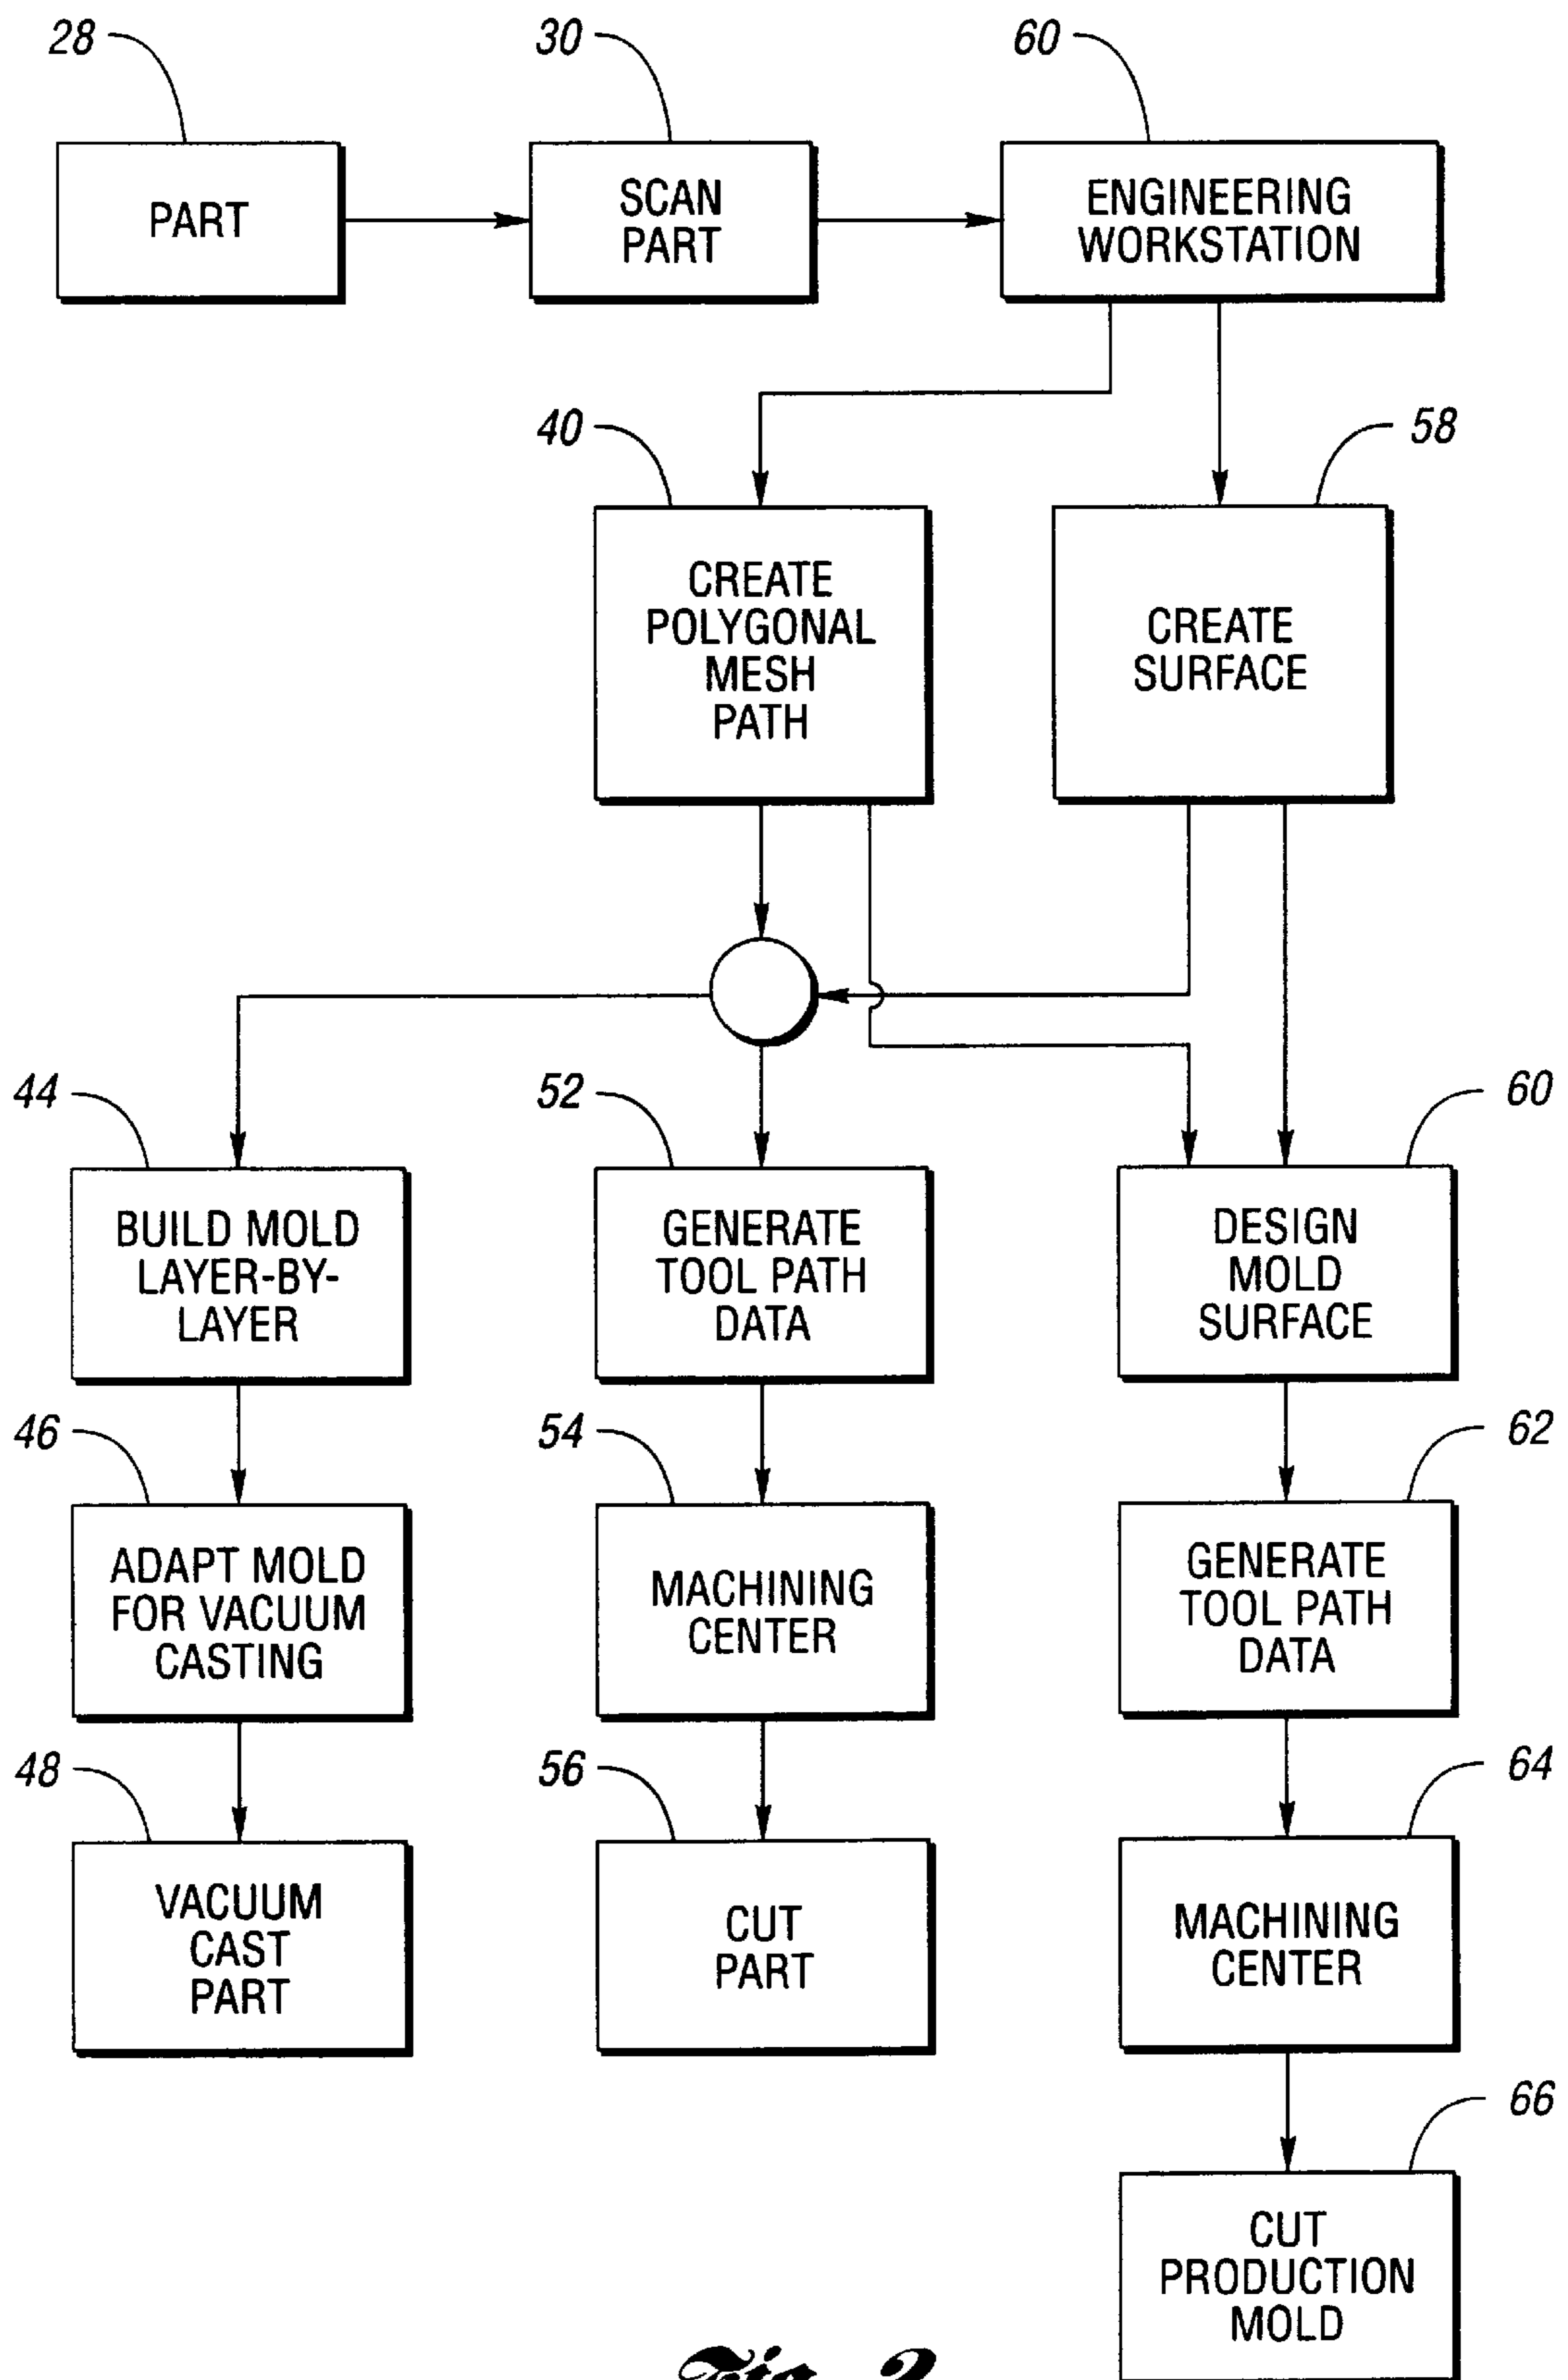 28
30
60
PART
SCAN
PART
ENGINEERING
WORKSTATION
40
58
CREATE
POLYGONAL
MESH
PATH
CREATE
SURFACE
44
52
60
BUILD MOLD
LAYER-BY-
LAYER
GENERATE
TOOL PATH
DATA
DESIGN
MOLD
SURFACE
46
54
62
ADAPT MOLD
FOR VACUUM
CASTING
MACHINING
CENTER
GENERATE
TOOL PATH
DATA
48
56
64
VACUUM
CAST
PART
CUT
PART
MACHINING
CENTER
66
CUT
PRODUCTION
MOLD
Fig. 2